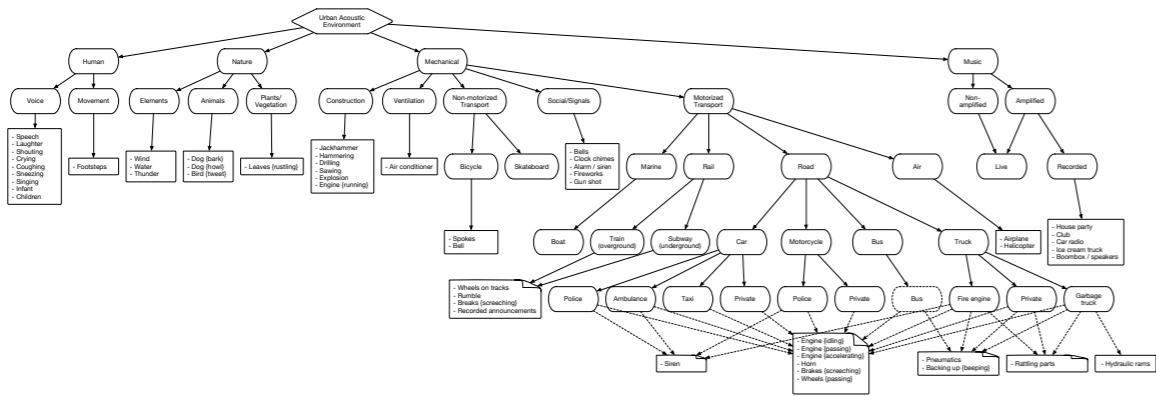 Urban Acoustic
Environment
Human
Nature
Mechanical
Music
Voice
Movement
Elements
Animals
Plants/
Vegetation
Construction
Ventilation
Non-motorized
Transport
Social/Signals
Motorized
Transport
Non-
amplified
Amplified
- Speech
- Laughter
- Shouting
- Crying
- Coughing
- Sneezing
- Singing
- Infant
- Children
- Footsteps
- Wind
- Water
- Thunder
- Dog {bark}
- Dog {howl}
- Bird {tweet}
- Leaves {rustling}
- Jackhammer
- Hammering
- Drilling
- Sawing
- Explosion
- Engine {running}
- Air conditioner
Bicycle
Skateboard
- Bells
- Clock chimes
- Alarm / siren
- Fireworks
- Gun shot
Marine
Rail
Road
Air
Live
Recorded
- Spokes
- Bell
Boat
Train
(overground)
Subway
(underground)
Car
Motorcycle
Bus
Truck
- Airplane
- Helicopter
- House party
- Club
- Car radio
- Ice cream truck
- Boombox / speakers
- Wheels on tracks
- Rumble
- Breaks {screeching}
- Recorded announcements
Police
Ambulance
Taxi
Private
Police
Private
Bus
Fire engine
Private
Garbage
truck
- Siren
- Engine {idling}
- Engine {passing}
- Engine {accelerating}
- Horn
- Brakes {screeching}
- Wheels {passing}
- Pneumatics
- Backing up {beeping}
- Rattling parts
- Hydraulic rams